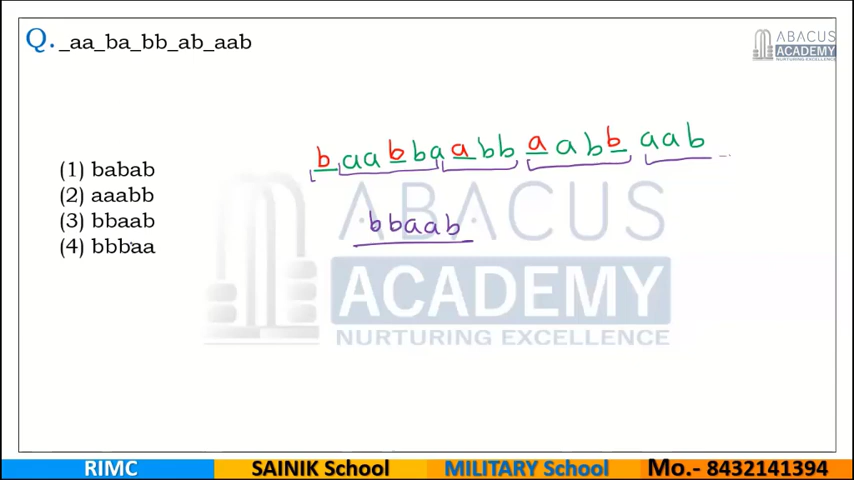 Q. _aa_ba_bb_ab_aab
ABACUS
ACADEMY
NURTURING EXCELLENCE
b aa b ba a bb a ab b aab
(1) babab
(2) aaabb
(3) bbaab
(4) bbbaa
bbaab
ABACUS
ACADEMY
NURTURING EXCELLENCE
RIMC
SAINIK School
MILITARY School
Mo.- 8432141394